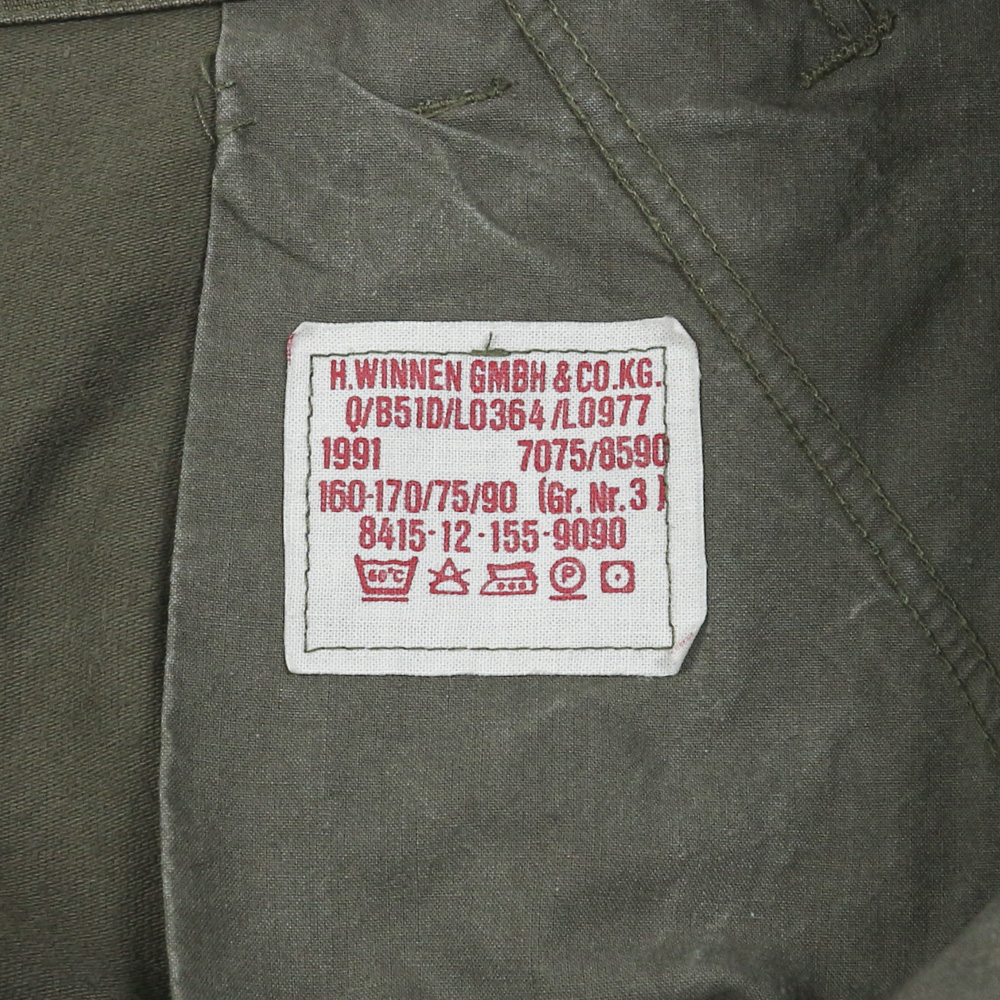 H.WINNEN GMBH & CO.KG.
Q/B51D/L0364/L0977
1991 7075/8590
160-170/75/90 (Gr. Nr. 3)
8415-12-155-9090
60°C
P